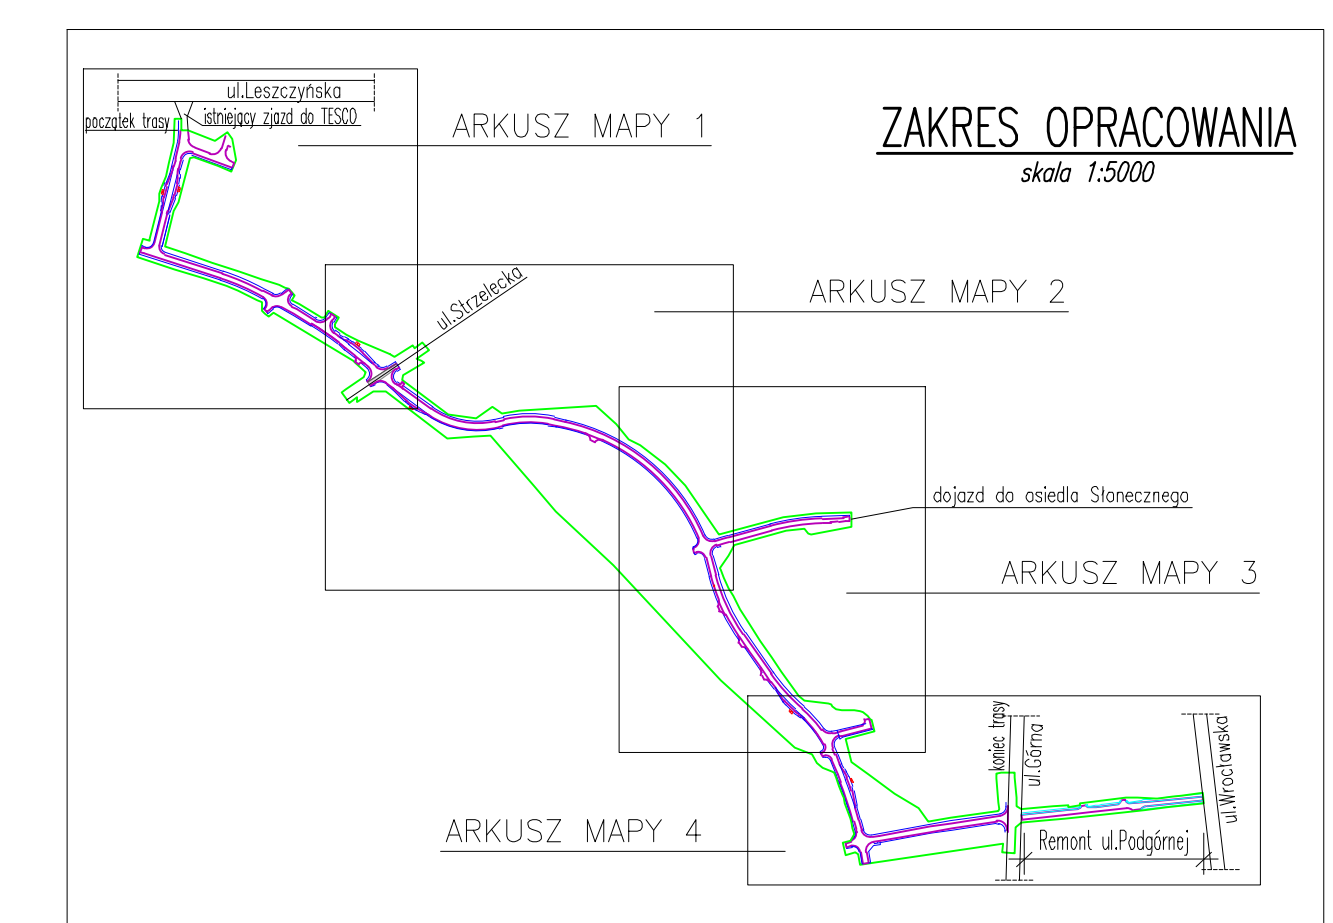 ul.Leszczyńska
początek trasy
istniejący zjazd do TESCO
ARKUSZ MAPY 1
ZAKRES OPRACOWANIA
skala 1:5000
ul.Strzelecka
ARKUSZ MAPY 2
dojazd do osiedla Słonecznego
ARKUSZ MAPY 3
koniec trasy
ul.Górna
ul.Wrocławska
ARKUSZ MAPY 4
Remont ul.Podgórnej